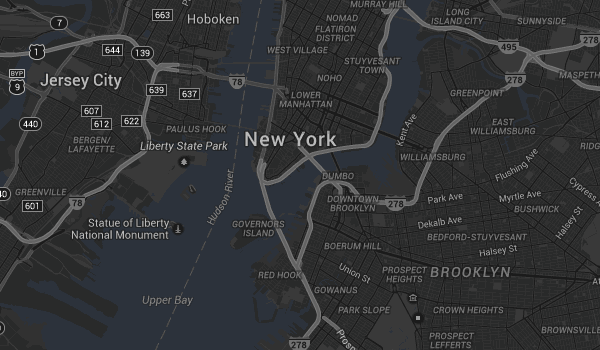 MURRAY HILL
663
Hoboken
NOMAD
LONG
ISLAND CITY
SUNNYSIDE
7
FLATIRON
DISTRICT
1
644
139
WEST VILLAGE
495
278
STUYVESANT
TOWN
BYP
9
Jersey City
78
NOHO
278
MASPETH
639
637
LOWER
MANHATTAN
GREENPOINT
607
612
622
440
PAULUS HOOK
Kent Ave
EAST
WILLIAMSBURG
BERGEN/
LAFAYETTE
Liberty State Park
New York
WILLIAMSBURG
Flushing Ave
GREENVILLE
Hudson River
DUMBO
601
78
DOWNTOWN
BROOKLYN
278
Park Ave
Myrtle Ave
BUSHWICK
Halsey St
Statue of Liberty
National Monument
GOVERNORS
ISLAND
Dekalb Ave
BEDFORD-STUYVESANT
BOERUM HILL
Halsey St
RED HOOK
Union St
PROSPECT
HEIGHTS
BROOKLYN
Upper Bay
GOWANUS
PARK SLOPE
CROWN HEIGHTS
278
PROSPECT
LEFFERTS